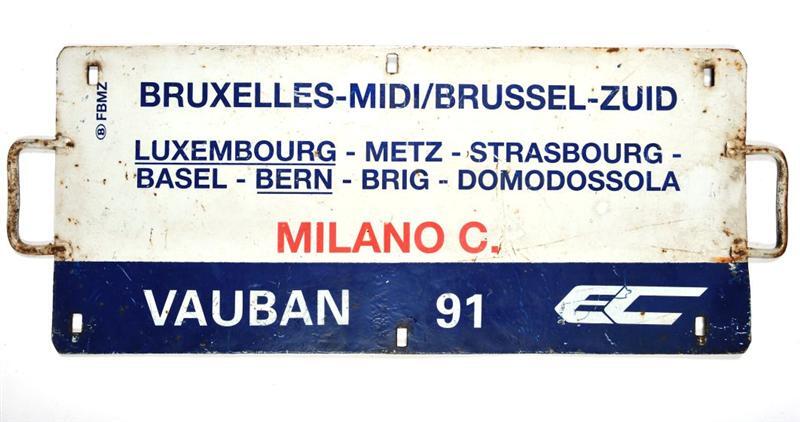 BRUXELLES-MIDI/BRUSSEL-ZUID
B FBMZ
LUXEMBOURG - METZ - STRASBOURG -
BASEL - BERN - BRIG - DOMODOSSOLA
MILANO C.
VAUBAN 91 EC